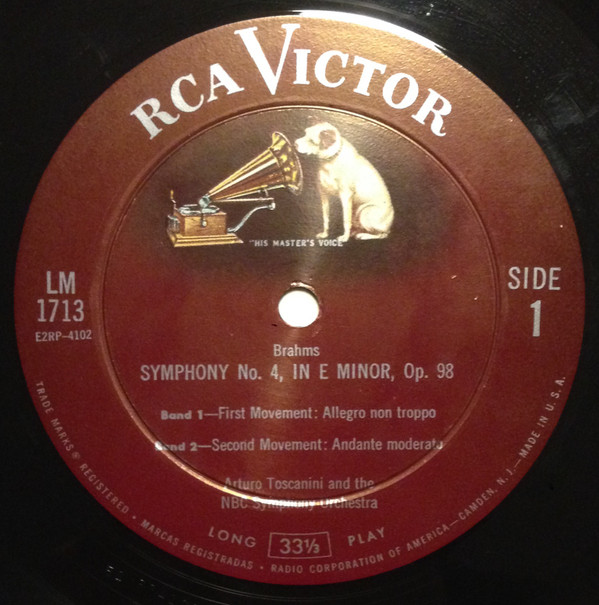 RCA VICTOR
"HIS MASTER'S VOICE"
LM
1713
E2RP-4102
SIDE
1
Brahms
SYMPHONY No. 4, IN E MINOR, Op. 98
Band 1—First Movement: Allegro non troppo
Band 2—Second Movement: Andante moderato
Arturo Toscanini and the
NBC Symphony Orchestra
LONG 33⅓ PLAY
TRADE MARKS ® REGISTERED • MARCAS REGISTRADAS • RADIO CORPORATION OF AMERICA—CAMDEN, N. J.—MADE IN U. S. A.